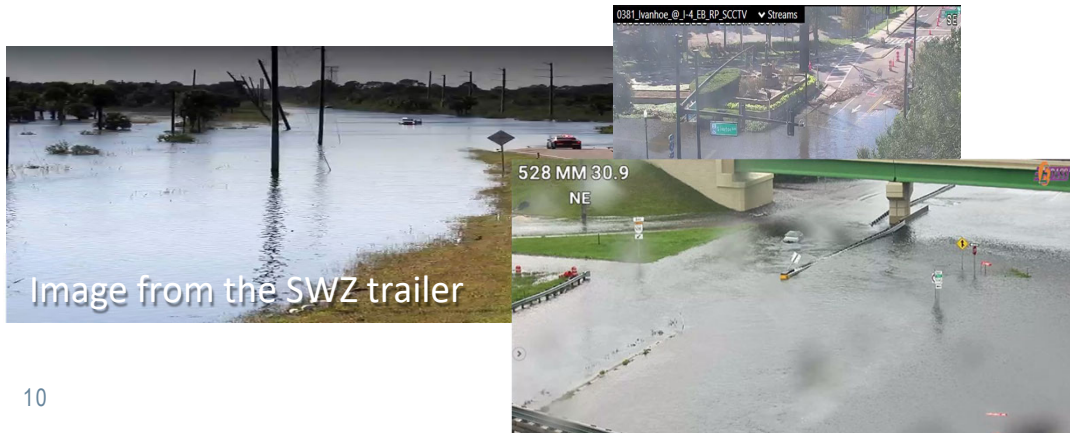 0381_Ivanhoe_@_I-4_EB_RP_SCCTV Streams
SE
528 MM 30.9
NE
Image from the SWZ trailer
10